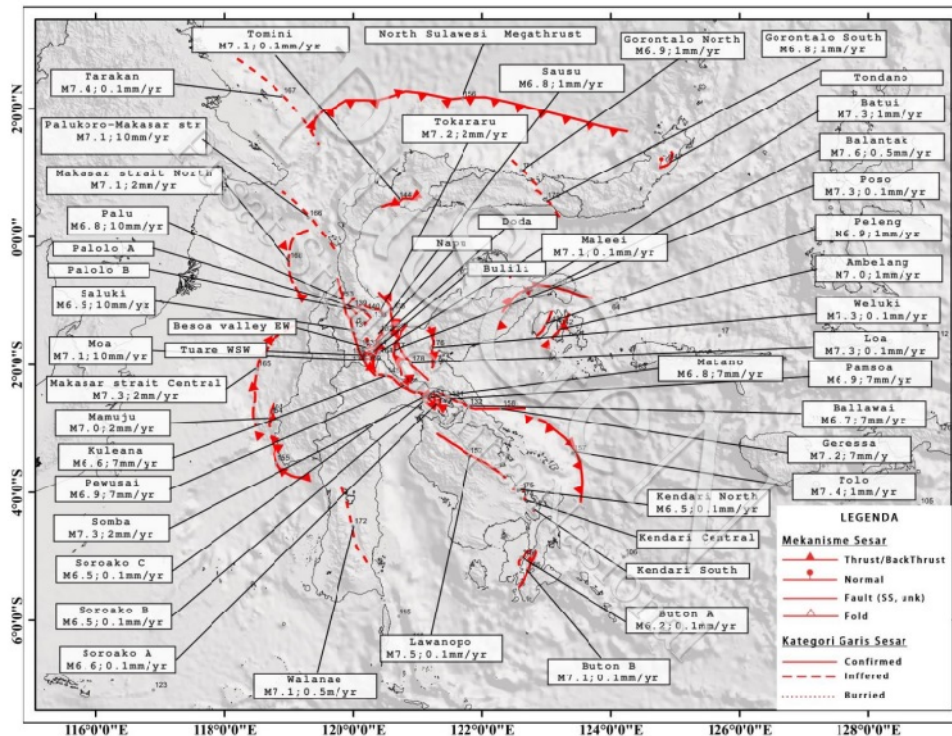 Tomini
M7.1;0.1mm/yr
North Sulawesi Megathrust
Gorontalo North
M6.9;1mm/yr
Gorontalo South
M6.8;1mm/yr
Tarakan
M7.4;0.1mm/yr
Sausu
M6.8;1mm/yr
Tondano
Tokararu
M7.2;2mm/yr
Batui
M7.3;1mm/yr
Palukoro-Makasar str
M7.1;10mm/yr
Balantak
M7.6;0.5m/yr
Makasar strait North
M7.1;2mm/yr
Poso
M7.3;0.1mm/yr
Palu
M6.8;10mm/yr
Doda
Peleng
M6.9;1mm/yr
Palolo A
Napu
Maleei
M7.1;0.1mm/yr
Palolo B
Bulili
Ambelang
M7.0;1mm/yr
Saluki
M6.5;10mm/yr
Weluki
M7.3;0.1mm/yr
Besoa valley EW
Moa
M7.1;10mm/yr
Tuare WSW
Loa
M7.3;0.1mm/yr
Matano
M6.8;7mm/yr
Pamsoa
M6.9;7mm/yr
Makasar strait Central
M7.3;2mm/yr
Mamuju
M7.0;2mm/yr
Ballawai
M6.7;7mm/yr
Kuleana
M6.6;7mm/yr
Geressa
M7.2;7mm/y
Pewusai
M6.9;7mm/yr
Tolo
M7.4;1mm/yr
Kendari North
M6.5;0.1mm/yr
Somba
M7.3;2mm/yr
Kendari Central
Soroako C
M6.5;0.1mm/yr
Kendari South
Soroako B
M6.5;0.1mm/yr
Buton A
M6.2;0.1mm/yr
Soroako A
M6.6;0.1mm/yr
Lawanopo
M7.5;0.1mm/yr
Walanae
M7.1;0.5m/yr
Buton B
M7.1;0.1mm/yr
LEGENDA
Mekanisme Sesar
Thrust/BackThrust
Normal
Fault (SS, unk)
Fold
Kategori Garis Sesar
Confirmed
Inffered
Burried
2°0'0"N
0°0'0"
2°0'0"S
4°0'0"S
6°0'0"S
116°0'0"E
118°0'0"E
120°0'0"E
122°0'0"E
124°0'0"E
126°0'0"E
128°0'0"E
167
156
166
172
176
178
123
17